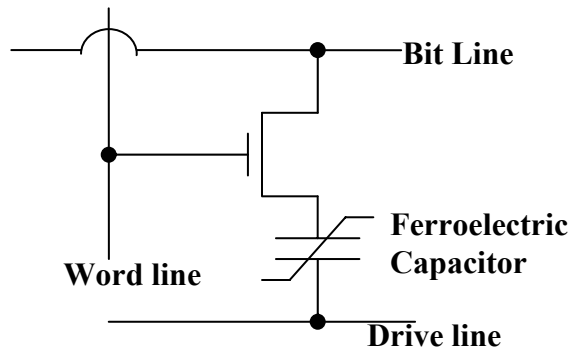 Bit Line
Ferroelectric
Capacitor
Word line
Drive line